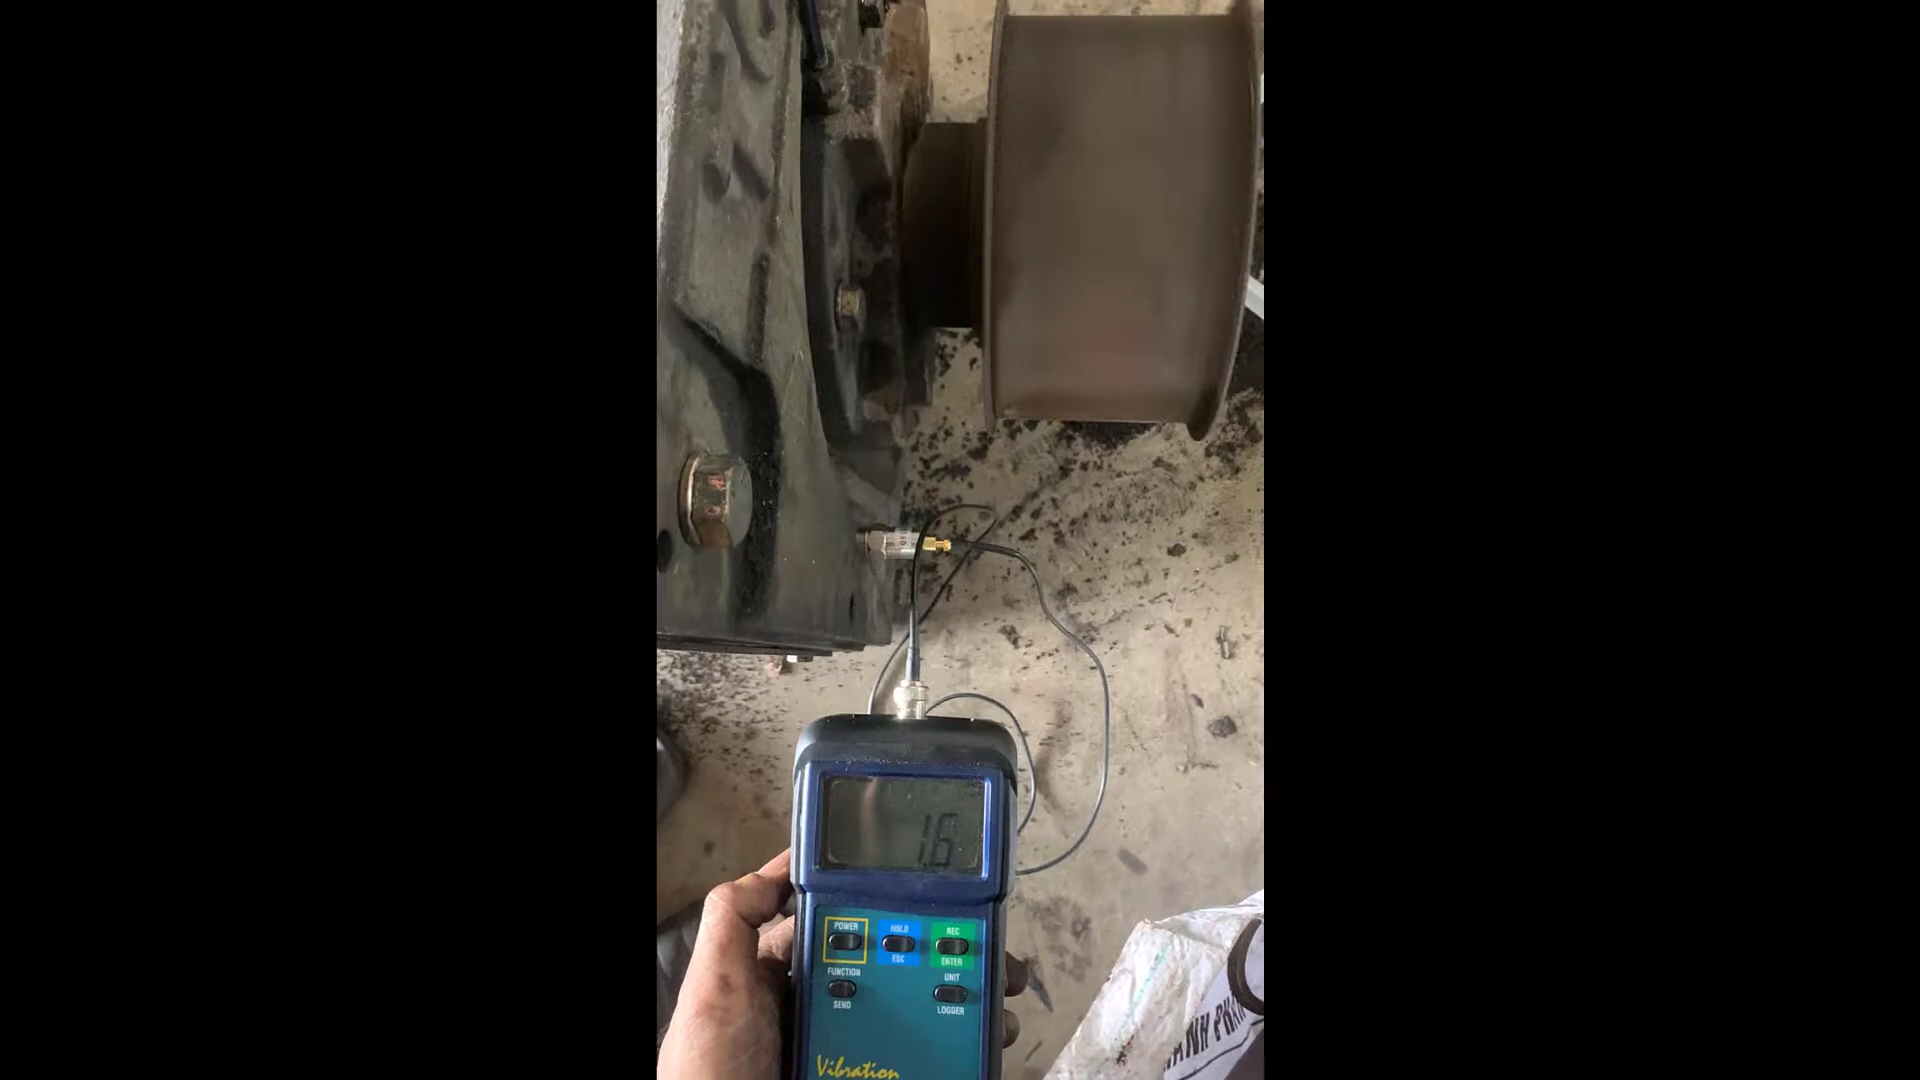 1.6
POWER
HOLD
REC
ESC
ENTER
FUNCTION
UNIT
SEND
LOGGER
Vibration